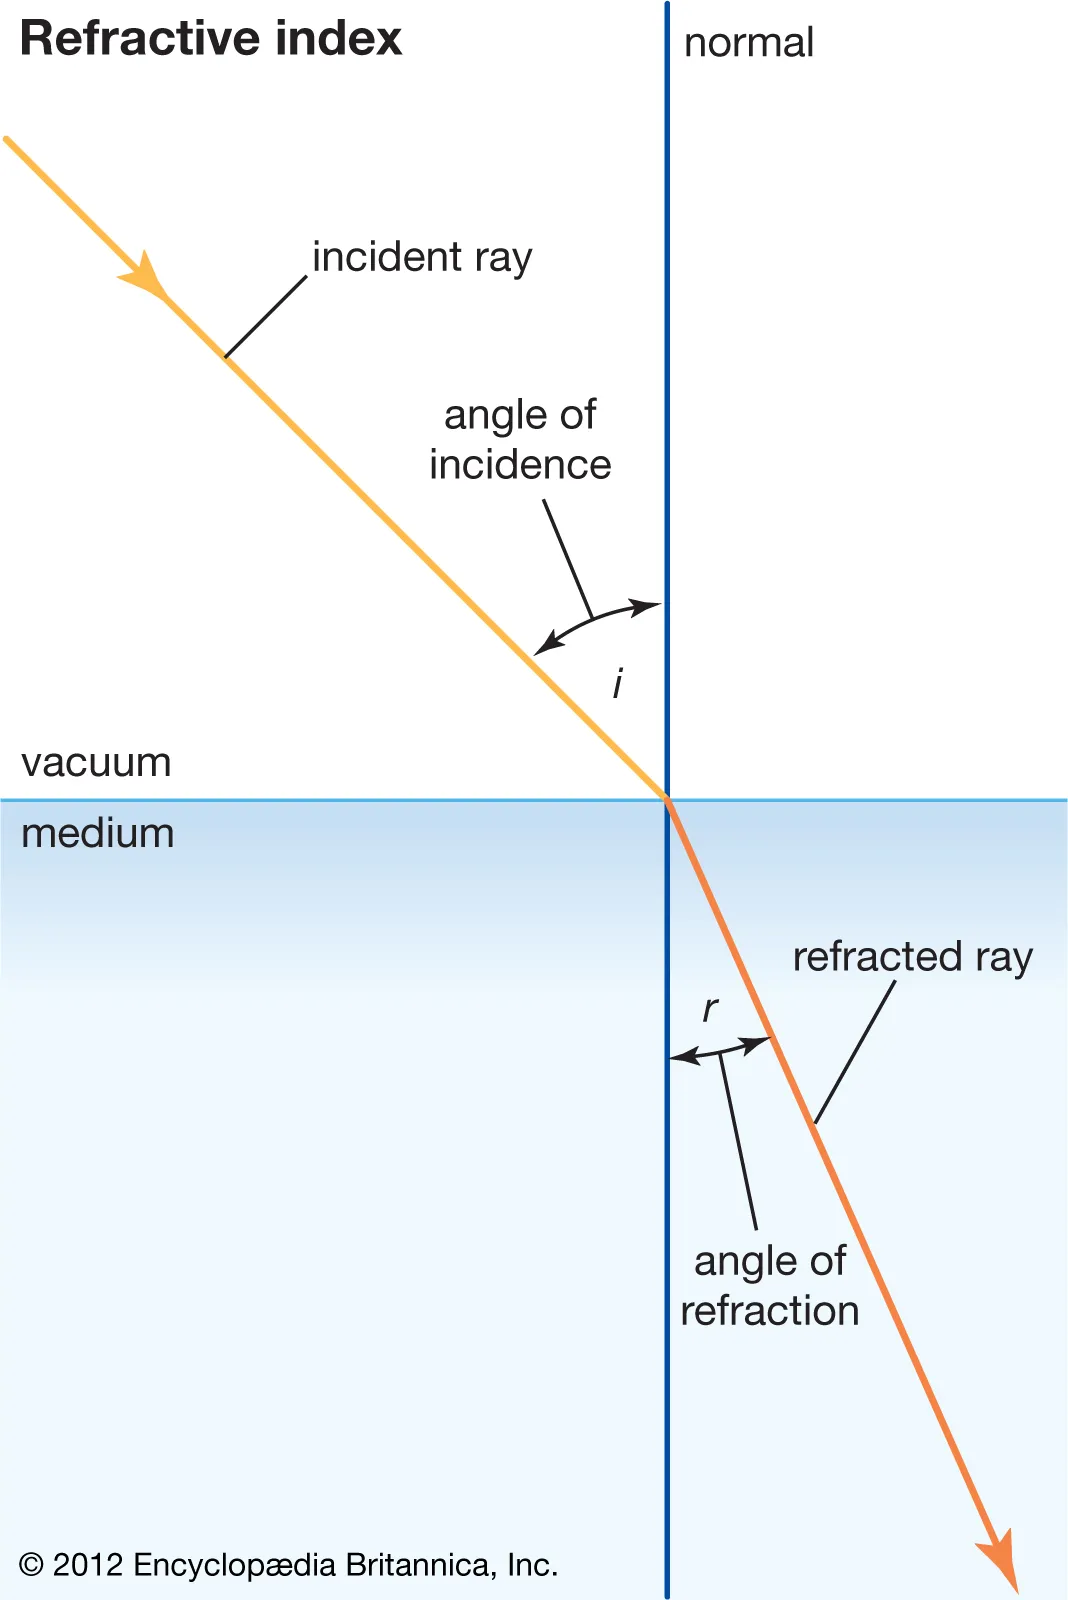 Refractive index
normal
incident ray
angle of
incidence
i
vacuum
medium
refracted ray
r
angle of
refraction
© 2012 Encyclopædia Britannica, Inc.